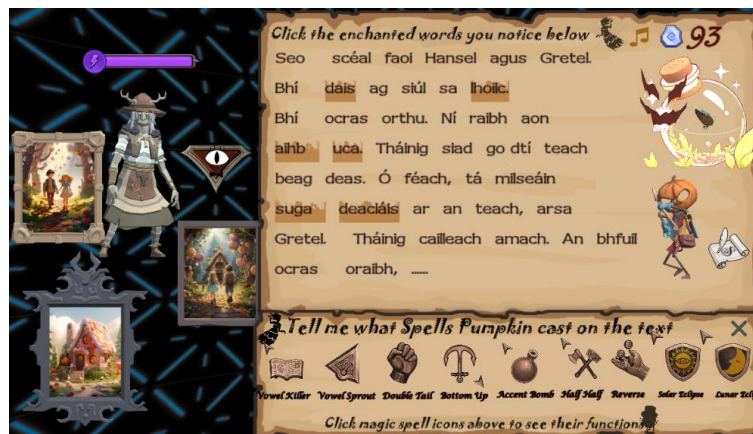 Click the enchanted words you notice below
93
Seo scéal faoi Hansel agus Gretel.
Bhí dáis ag siúl sa lhóilc.
Bhí ocras orthu. Ní raibh aon
aihb uca. Tháinig siad go dtí teach
beag deas. Ó féach, tá milseáin
suga deacláis ar an teach, arsa
Gretel. Tháinig cailleach amach. An bhfuil
ocras oraibh, ......
Tell me what Spells Pumpkin cast on the text
Vowel Killer Vowel Sprout Double Tail Bottom Up Accent Bomb Half Half Reverse Solar Eclipse Lunar Ecli
Click magic spell icons above to see their functions